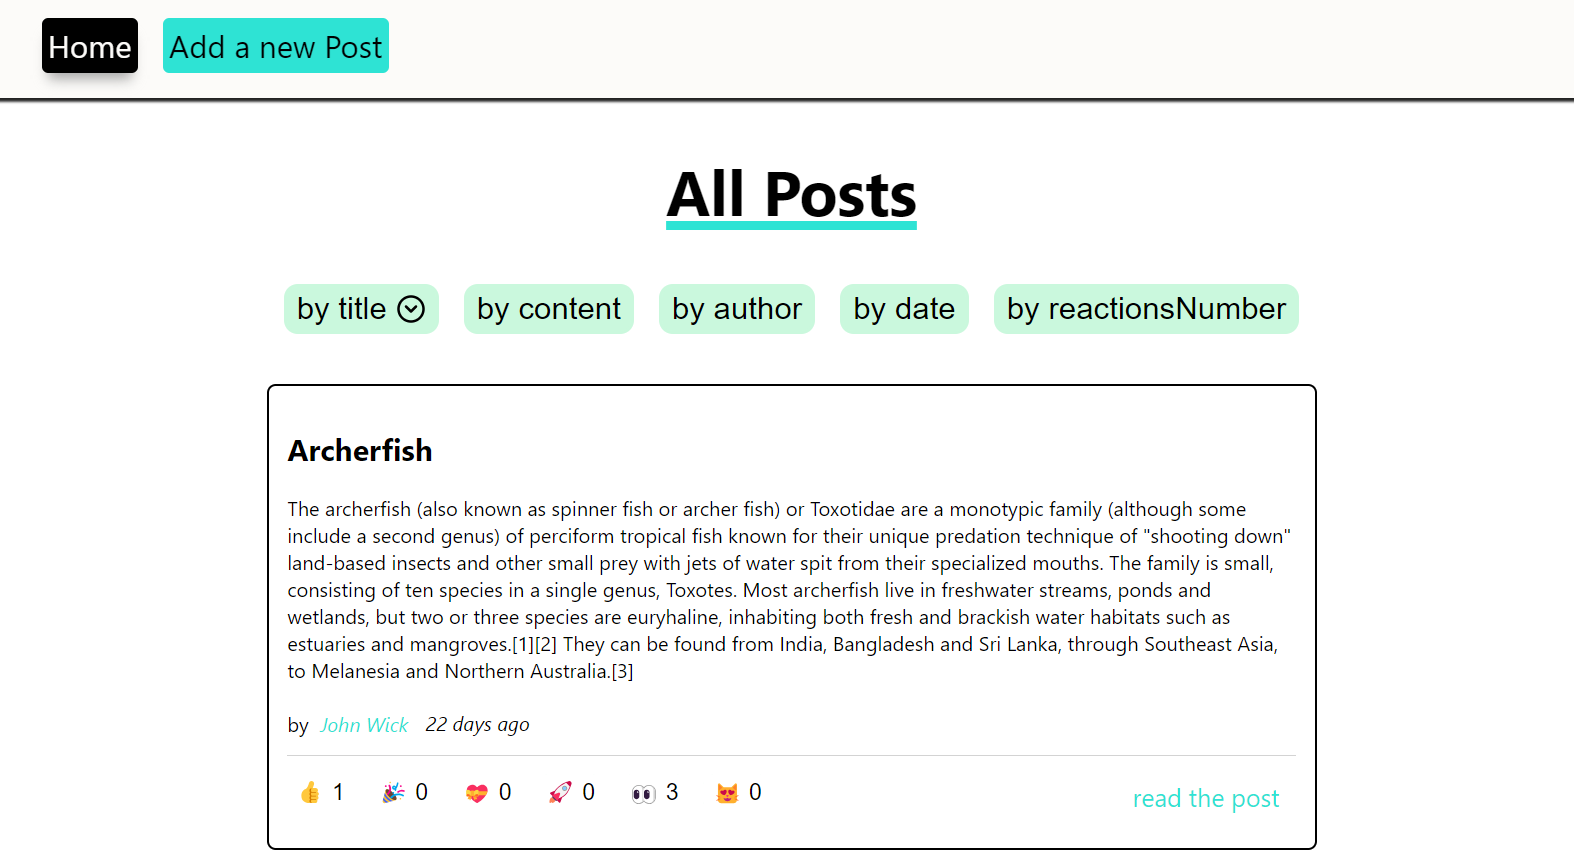 Home Add a new Post
All Posts
by title by content by author by date by reactionsNumber
Archerfish
The archerfish (also known as spinner fish or archer fish) or Toxotidae are a monotypic family (although some
include a second genus) of perciform tropical fish known for their unique predation technique of "shooting down"
land-based insects and other small prey with jets of water spit from their specialized mouths. The family is small,
consisting of ten species in a single genus, Toxotes. Most archerfish live in freshwater streams, ponds and
wetlands, but two or three species are euryhaline, inhabiting both fresh and brackish water habitats such as
estuaries and mangroves.[1][2] They can be found from India, Bangladesh and Sri Lanka, through Southeast Asia,
to Melanesia and Northern Australia.[3]
by John Wick 22 days ago
👍 1 🎉 0 💝 0 🚀 0 👀 3 😻 0 read the post